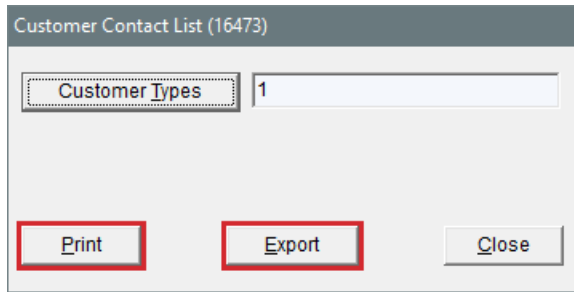 Customer Contact List (16473)
Customer Types 1
Print Export Close